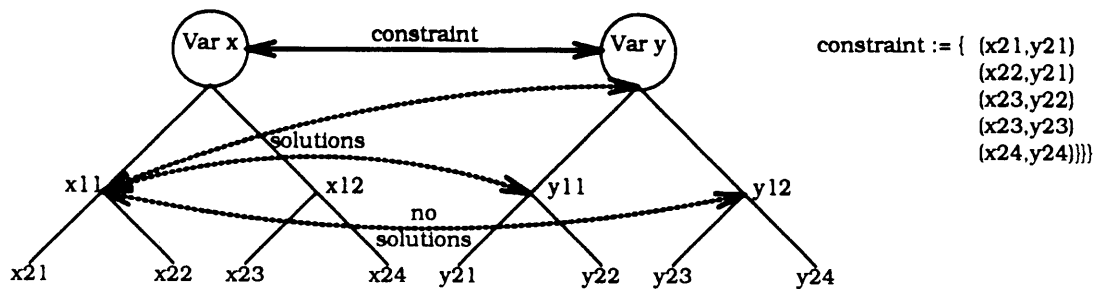 Var x
constraint
Var y
constraint := { (x21,y21)
(x22,y21)
(x23,y22)
(x23,y23)
(x24,y24)}}}}
solutions
x11
x12
y11
y12
no
solutions
x21
x22
x23
x24
y21
y22
y23
y24